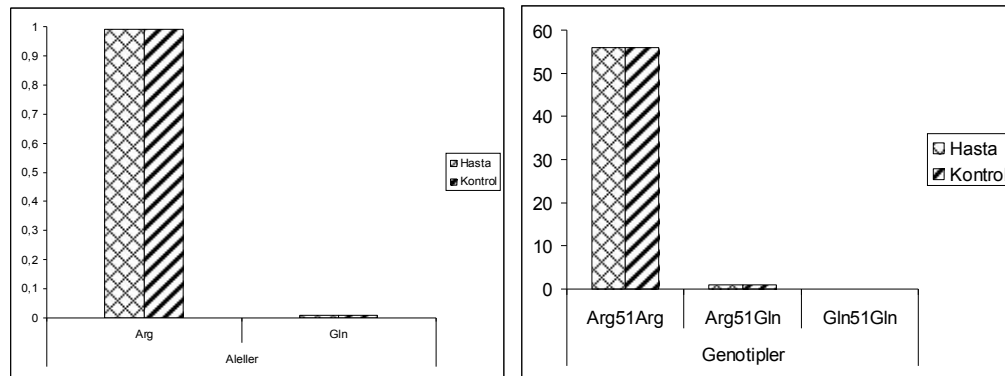 1
0,9
0,8
0,7
0,6
0,5
0,4
0,3
0,2
0,1
0
Arg Gln
Aleller
Hasta
Kontrol
60
50
40
30
20
10
0
Arg51Arg Arg51Gln Gln51Gln
Genotipler
Hasta
Kontro